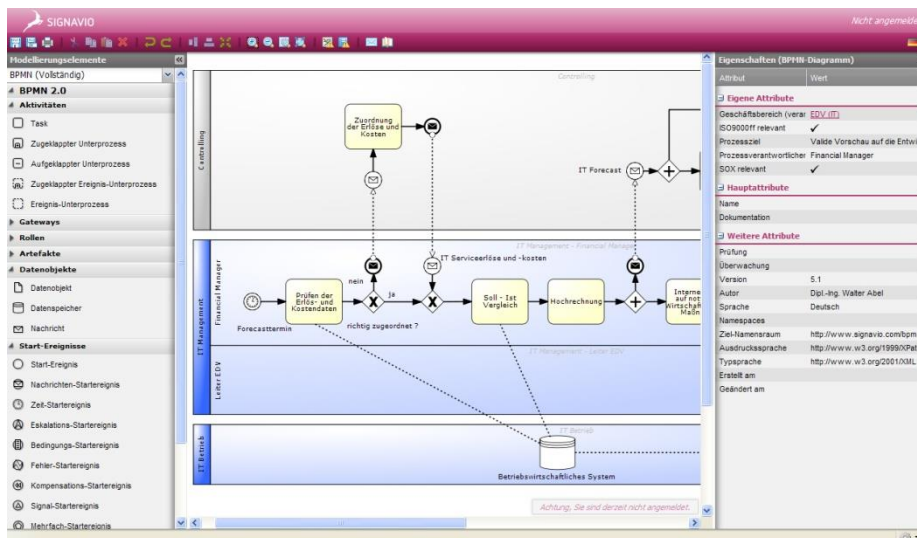 SIGNAVIO
Nicht angemelde
Modellierungselemente
BPMN (Vollständig)
BPMN 2.0
Aktivitäten
Task
Zugeklappter Unterprozess
Aufgeklappter Unterprozess
Zugeklappter Ereignis-Unterprozess
Ereignis-Unterprozess
Gateways
Rollen
Artefakte
Datenobjekte
Datenobjekt
Datenspeicher
Nachricht
Start-Ereignisse
Start-Ereignis
Nachrichten-Startereignis
Zeit-Startereignis
Eskalations-Startereignis
Bedingungs-Startereignis
Fehler-Startereignis
Kompensations-Startereignis
Signal-Startereignis
Mehrfach-Startereignis
Controlling
Controlling
Zuordnung
der Erlöse und
Kosten
IT Forecast
IT Management
Financial Manager
IT Management - Financial Manager
IT Serviceerlöse und -kosten
nein
ja
Prüfen der
Erlös- und
Kostendaten
Soll - Ist
Vergleich
Hochrechnung
Interne
auf not
Wirtschaf
Maßn
Forecasttermin
richtig zugeordnet ?
Leiter EDV
IT Management - Leiter EDV
IT Betrieb
IT Betrieb
Betriebswirtschaftliches System
Achtung, Sie sind derzeit nicht angemeldet.
Eigenschaften (BPMN-Diagramm)
Attribut Wert
Eigene Attribute
Geschäftsbereich (verar EDV (IT)
ISO9000ff relevant ✓
Prozessziel Valide Vorschau auf die Entwi
Prozessverantwortlicher Financial Manager
SOX relevant ✓
Hauptattribute
Name
Dokumentation
Weitere Attribute
Prüfung
Überwachung
Version 5.1
Autor Dipl.-Ing. Walter Abel
Sprache Deutsch
Namespaces
Ziel-Namensraum http://www.signavio.com/bpm
Ausdruckssprache http://www.w3.org/1999/XPat
Typsprache http://www.w3.org/2001/XML
Erstellt am
Geändert am